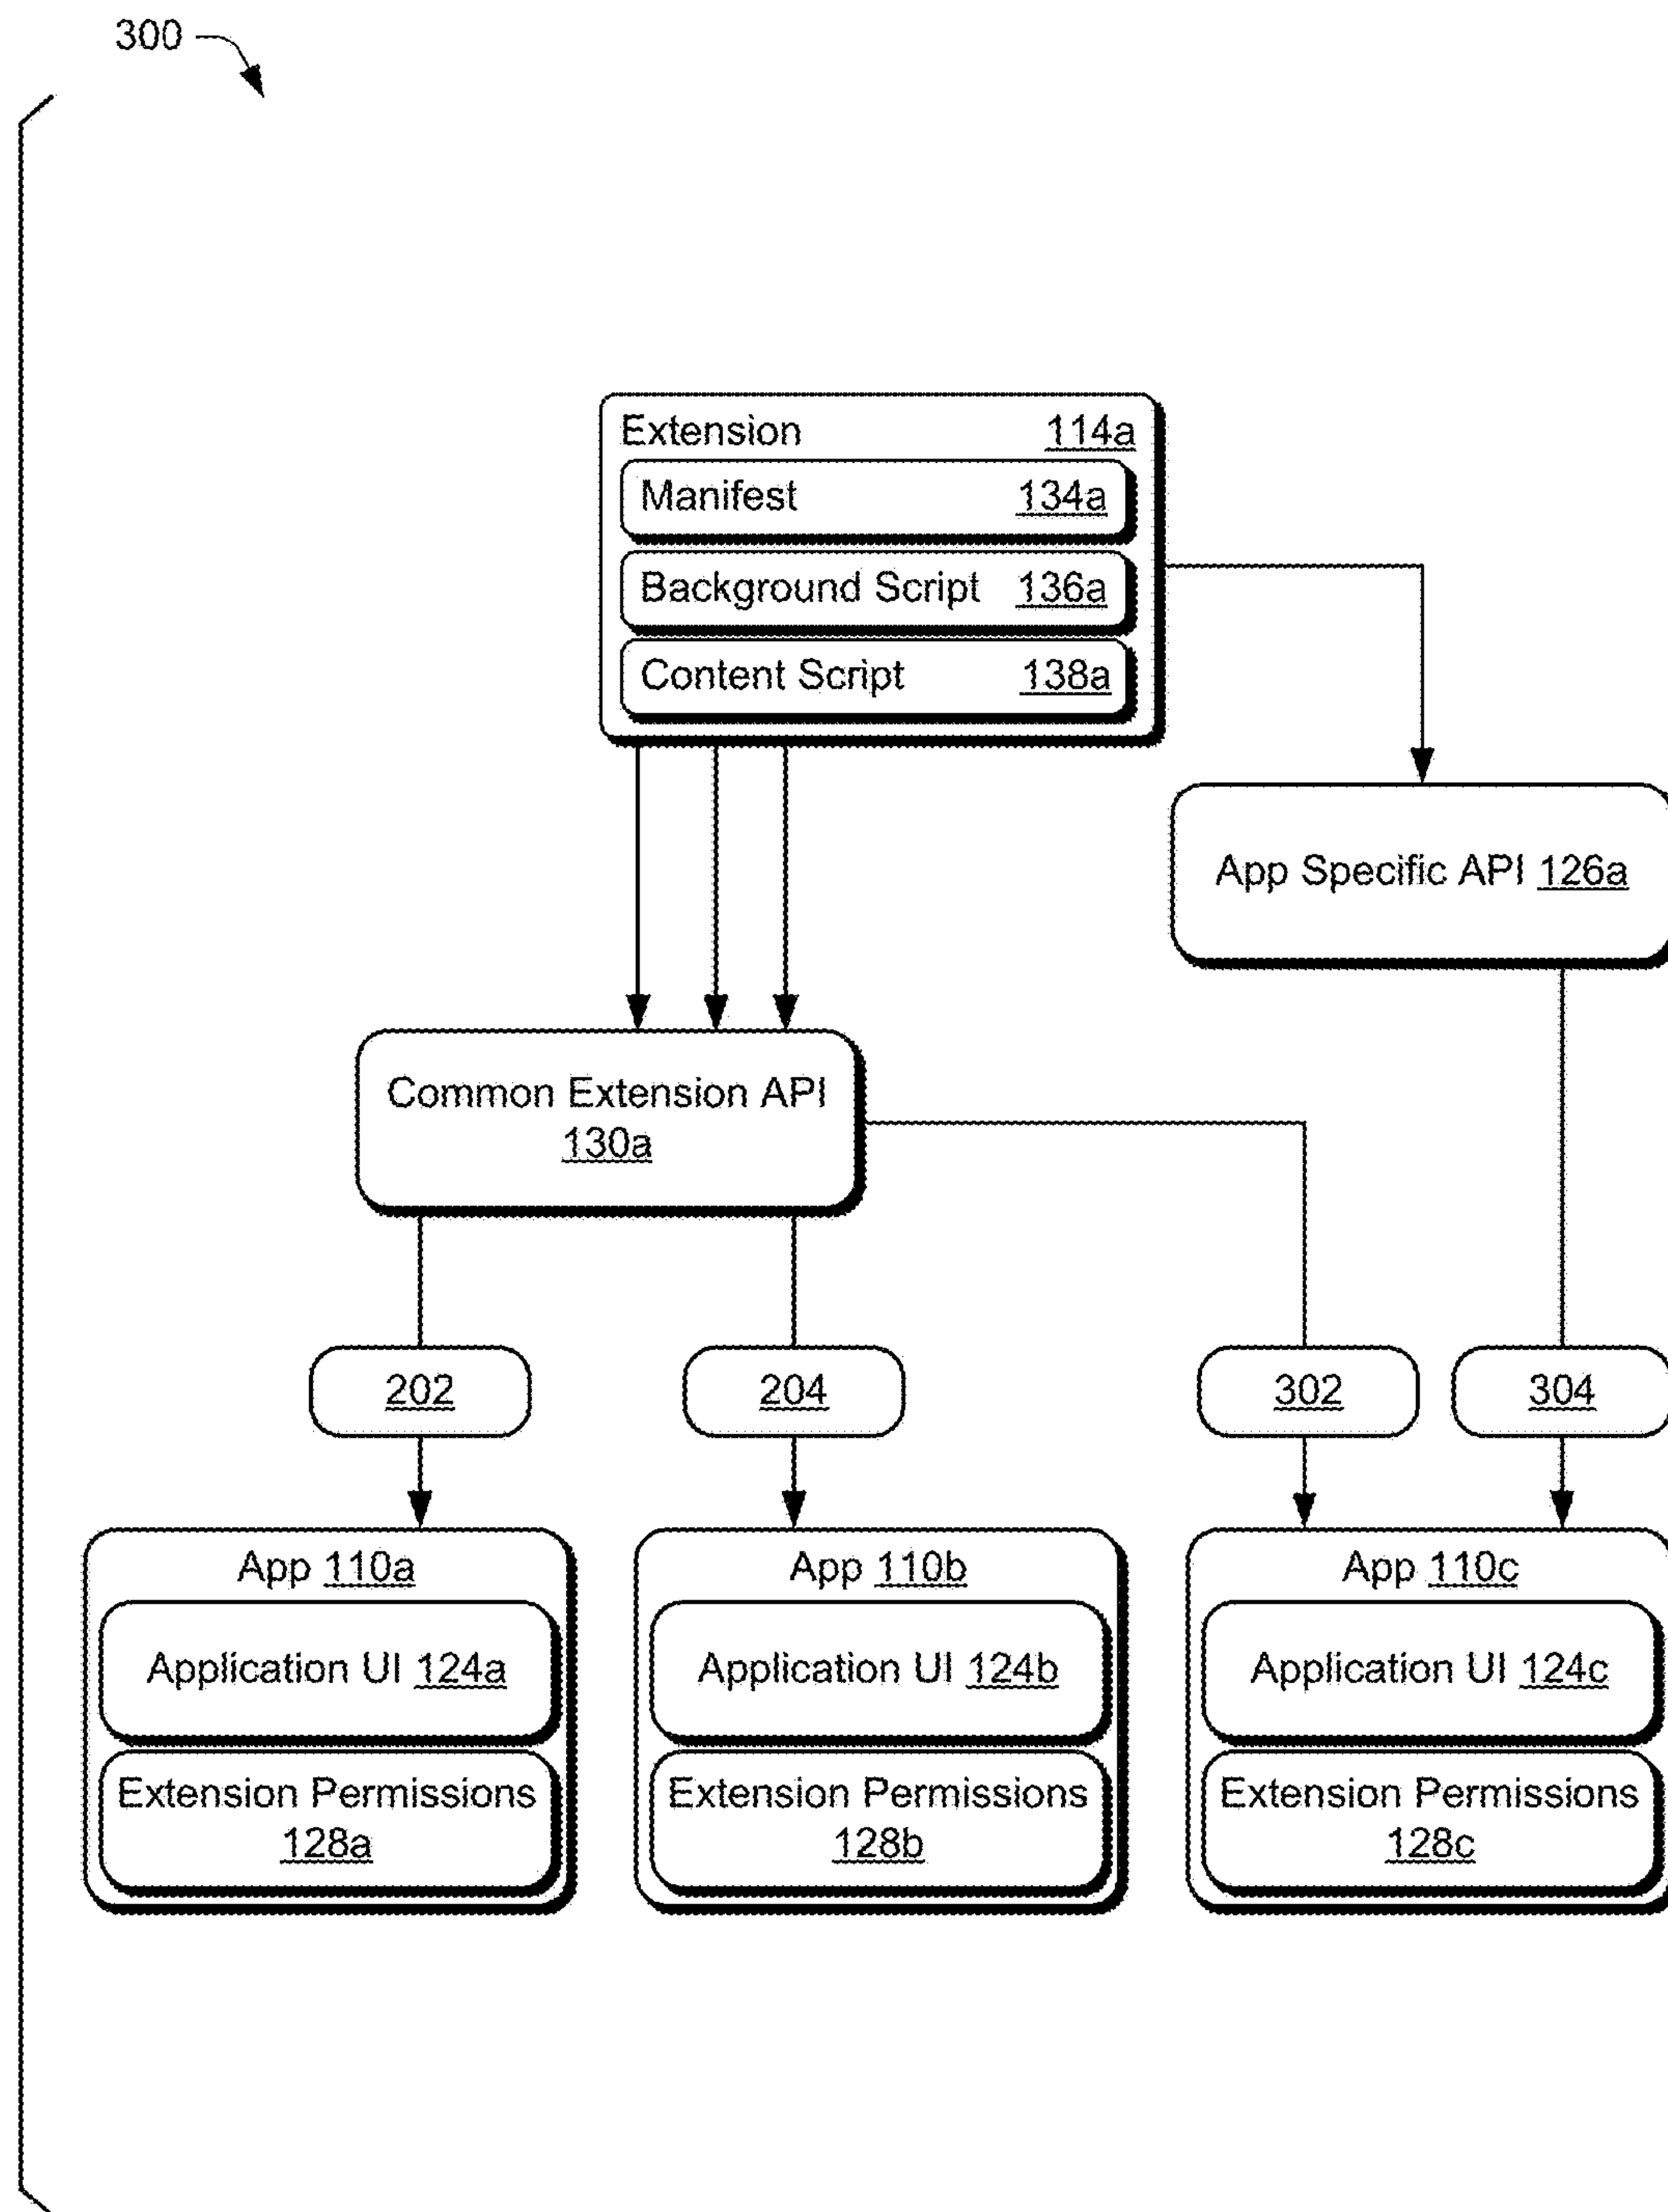 300
Extension 114a
Manifest 134a
Background Script 136a
Content Script 138a
App Specific API 126a
Common Extension API
130a
202
204
302
304
App 110a
Application UI 124a
Extension Permissions
128a
App 110b
Application UI 124b
Extension Permissions
128b
App 110c
Application UI 124c
Extension Permissions
128c